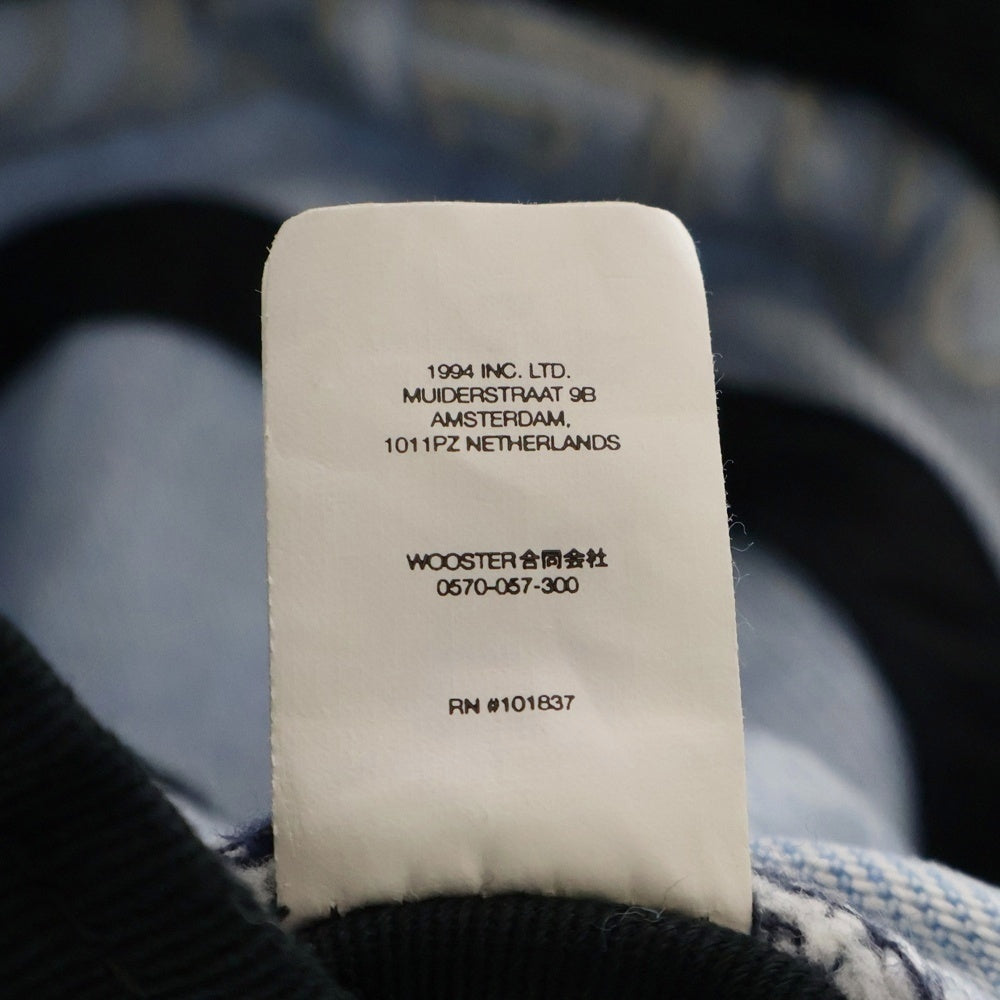 1994 INC. LTD.
MUIDERSTRAAT 9B
AMSTERDAM,
1011PZ NETHERLANDS
WOOSTER合同会社
0570-057-300
RN #101837